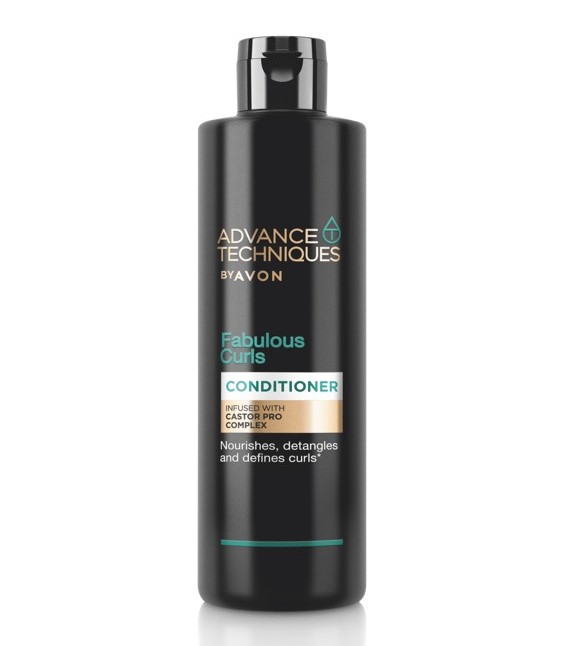 ADVANCE
TECHNIQUES
BY AVON
Fabulous
Curls
CONDITIONER
INFUSED WITH
CASTOR PRO
COMPLEX
Nourishes, detangles
and defines curls*